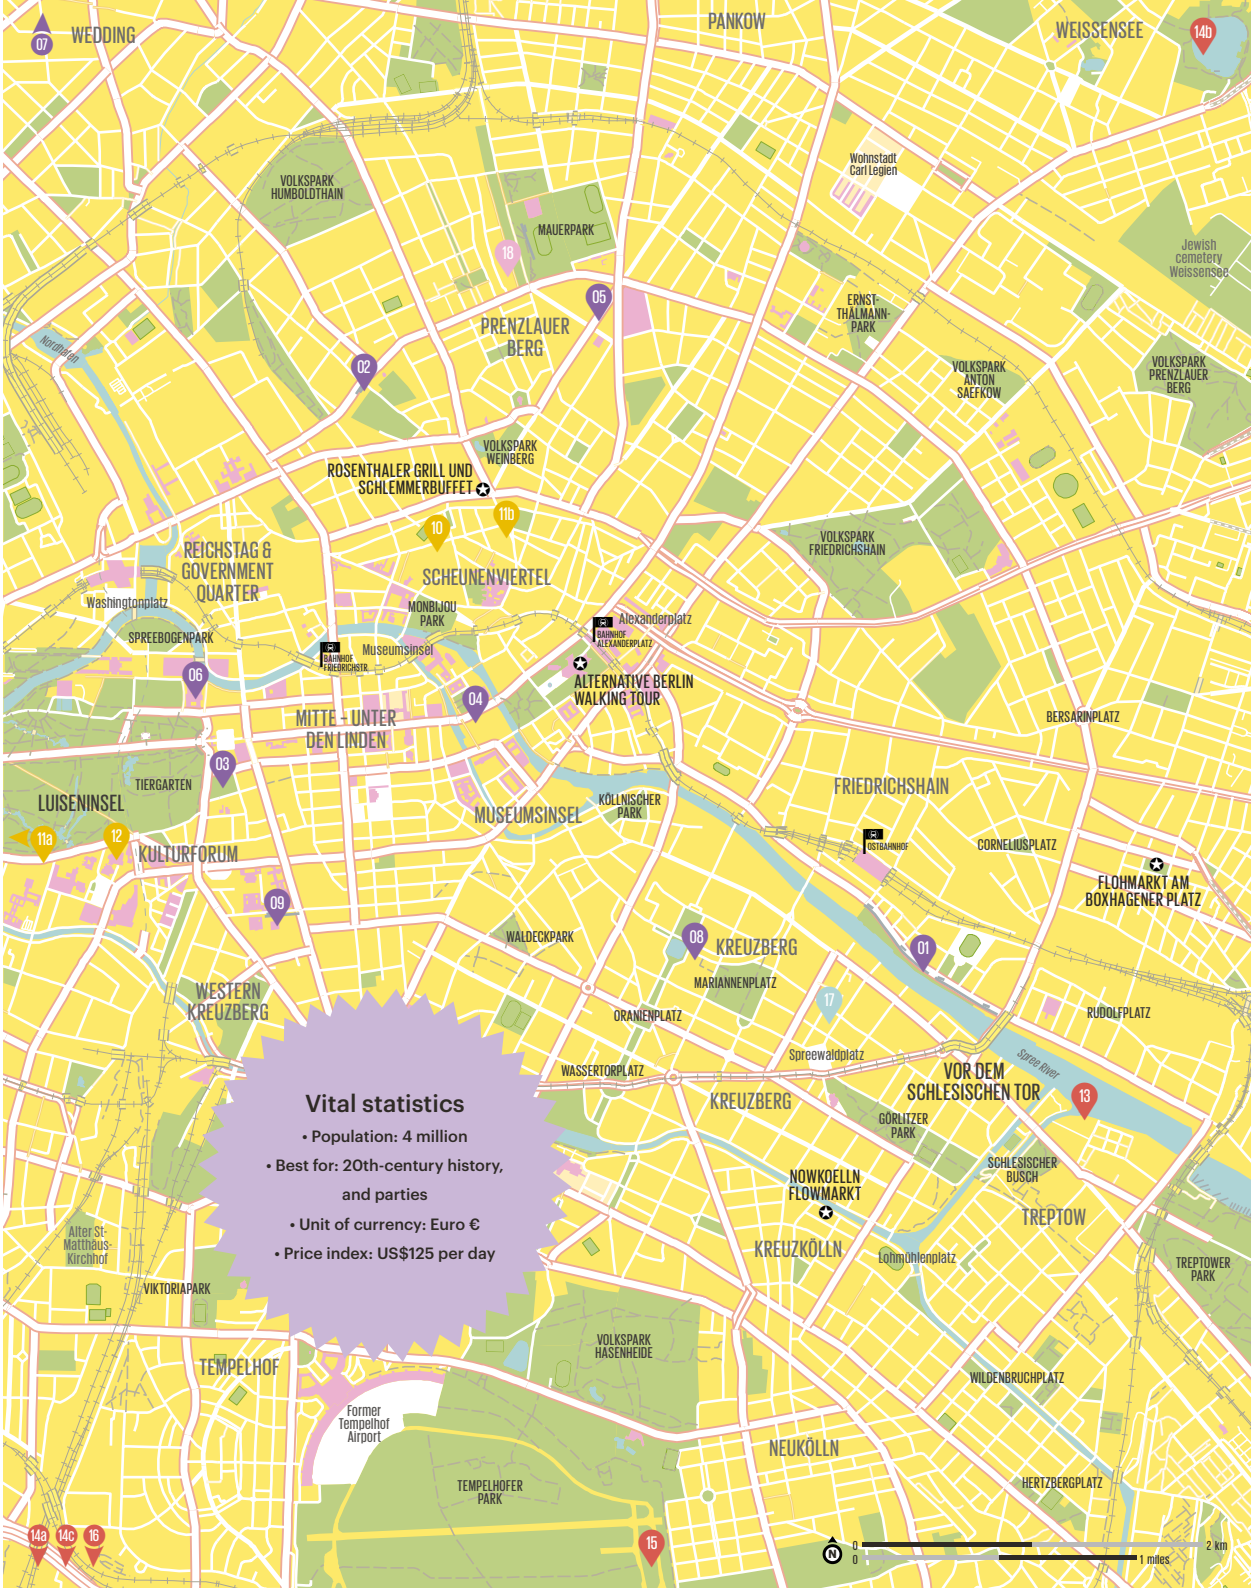 07
WEDDING
PANKOW
WEISSENSEE
14b
Wohnstadt
Carl Legien
VOLKSPARK
HUMBOLDTHAIN
MAUERPARK
18
Jewish
cemetery
Weissensee
05
ERNST-
THÄLMANN-
PARK
PRENZLAUER
BERG
Nordhafen
02
VOLKSPARK
ANTON
SAEFKOW
VOLKSPARK
PRENZLAUER
BERG
VOLKSPARK
WEINBERG
ROSENTHALER GRILL UND
SCHLEMMERBUFFET
10
11b
VOLKSPARK
FRIEDRICHSHAIN
REICHSTAG &
GOVERNMENT
QUARTER
SCHEUNENVIERTEL
Washingtonplatz
MONBIJOU
PARK
Alexanderplatz
SPREEBOGENPARK
BAHNHOF
ALEXANDERPLATZ
Museumsinsel
BAHNHOF
FRIEDRICHSTR.
06
ALTERNATIVE BERLIN
WALKING TOUR
04
MITTE – UNTER
DEN LINDEN
BERSARINPLATZ
03
TIERGARTEN
FRIEDRICHSHAIN
LUISENINSEL
KÖLLNISCHER
PARK
MUSEUMSINSEL
11a
12
KULTURFORUM
OSTBAHNHOF
CORNELIUSPLATZ
FLOHMARKT AM
BOXHAGENER PLATZ
09
WALDECKPARK
08
KREUZBERG
01
MARIANNENPLATZ
WESTERN
KREUZBERG
17
ORANIENPLATZ
RUDOLFPLATZ
Spreewaldplatz
Spree River
WASSERTORPLATZ
VOR DEM
SCHLESISCHEN TOR
13
KREUZBERG
GÖRLITZER
PARK
Vital statistics
• Population: 4 million
• Best for: 20th-century history,
and parties
• Unit of currency: Euro €
• Price index: US$125 per day
SCHLESISCHER
BUSCH
NOWKOELLN
FLOWMARKT
TREPTOW
Alter St-
Matthäus-
Kirchhof
KREUZKÖLLN
Lohmühlenplatz
TREPTOWER
PARK
VIKTORIAPARK
VOLKSPARK
HASENHEIDE
TEMPELHOF
WILDENBRUCHPLATZ
Former
Tempelhof
Airport
NEUKÖLLN
TEMPELHOFER
PARK
HERTZBERGPLATZ
14a
14c
16
15
N
0
2 km
0
1 miles